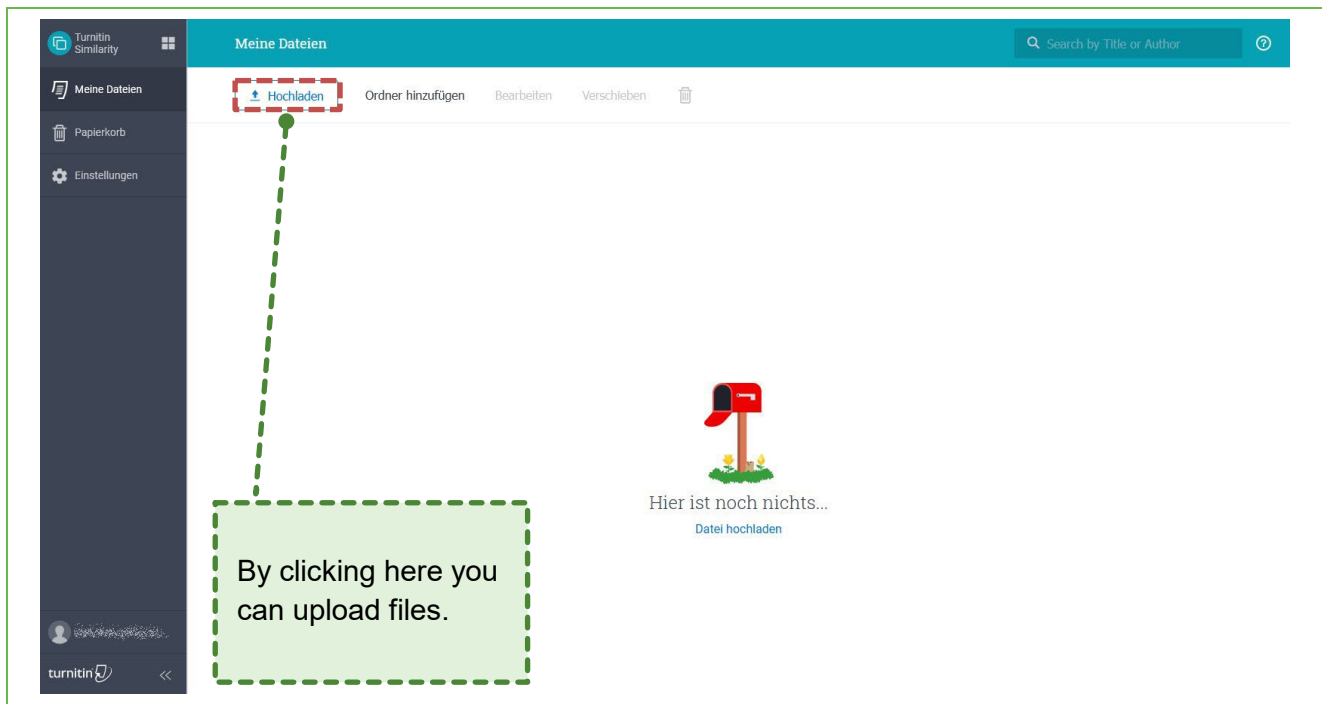 Turnitin
Similarity
Meine Dateien
Search by Title or Author
Meine Dateien
Papierkorb
Einstellungen
Hochladen
Ordner hinzufügen
Bearbeiten
Verschieben
Hier ist noch nichts...
Datei hochladen
By clicking here you
can upload files.
turnitin